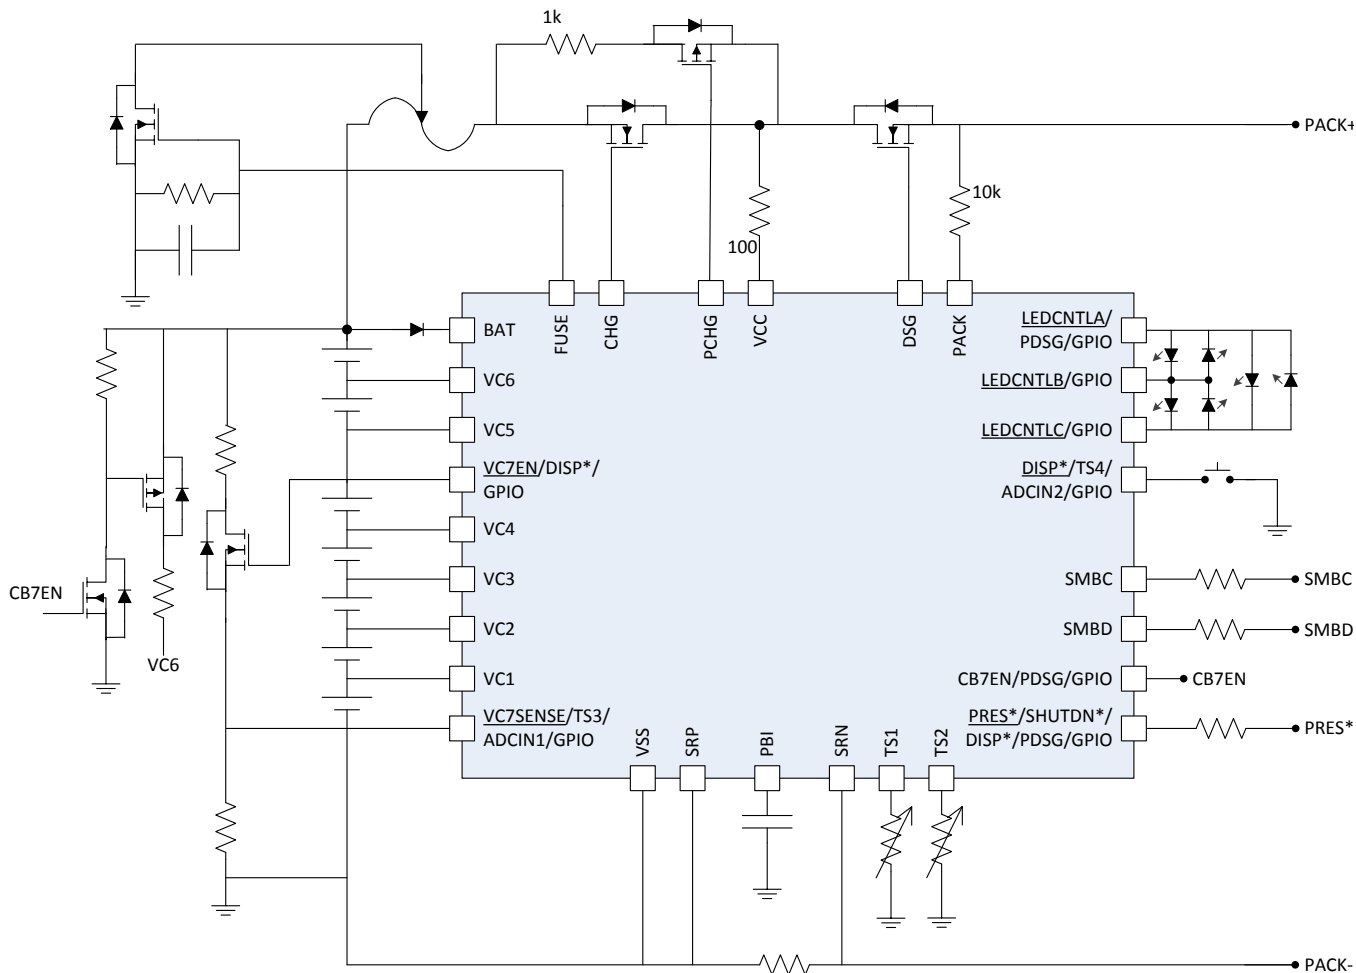 1k
PACK+
10k
100
FUSE
CHG
PCHG
VCC
DSG
PACK
BAT
VC6
VC5
VC7EN/DISP*/
GPIO
VC4
VC3
VC2
VC1
VC7SENSE/TS3/
ADCIN1/GPIO
LEDCNTLA/
PDSG/GPIO
LEDCNTLB/GPIO
LEDCNTLC/GPIO
DISP*/TS4/
ADCIN2/GPIO
SMBC
SMBC
SMBD
SMBD
CB7EN/PDSG/GPIO
CB7EN
PRES*/SHUTDN*/
DISP*/PDSG/GPIO
PRES*
CB7EN
VC6
VSS
SRP
PBI
SRN
TS1
TS2
PACK-